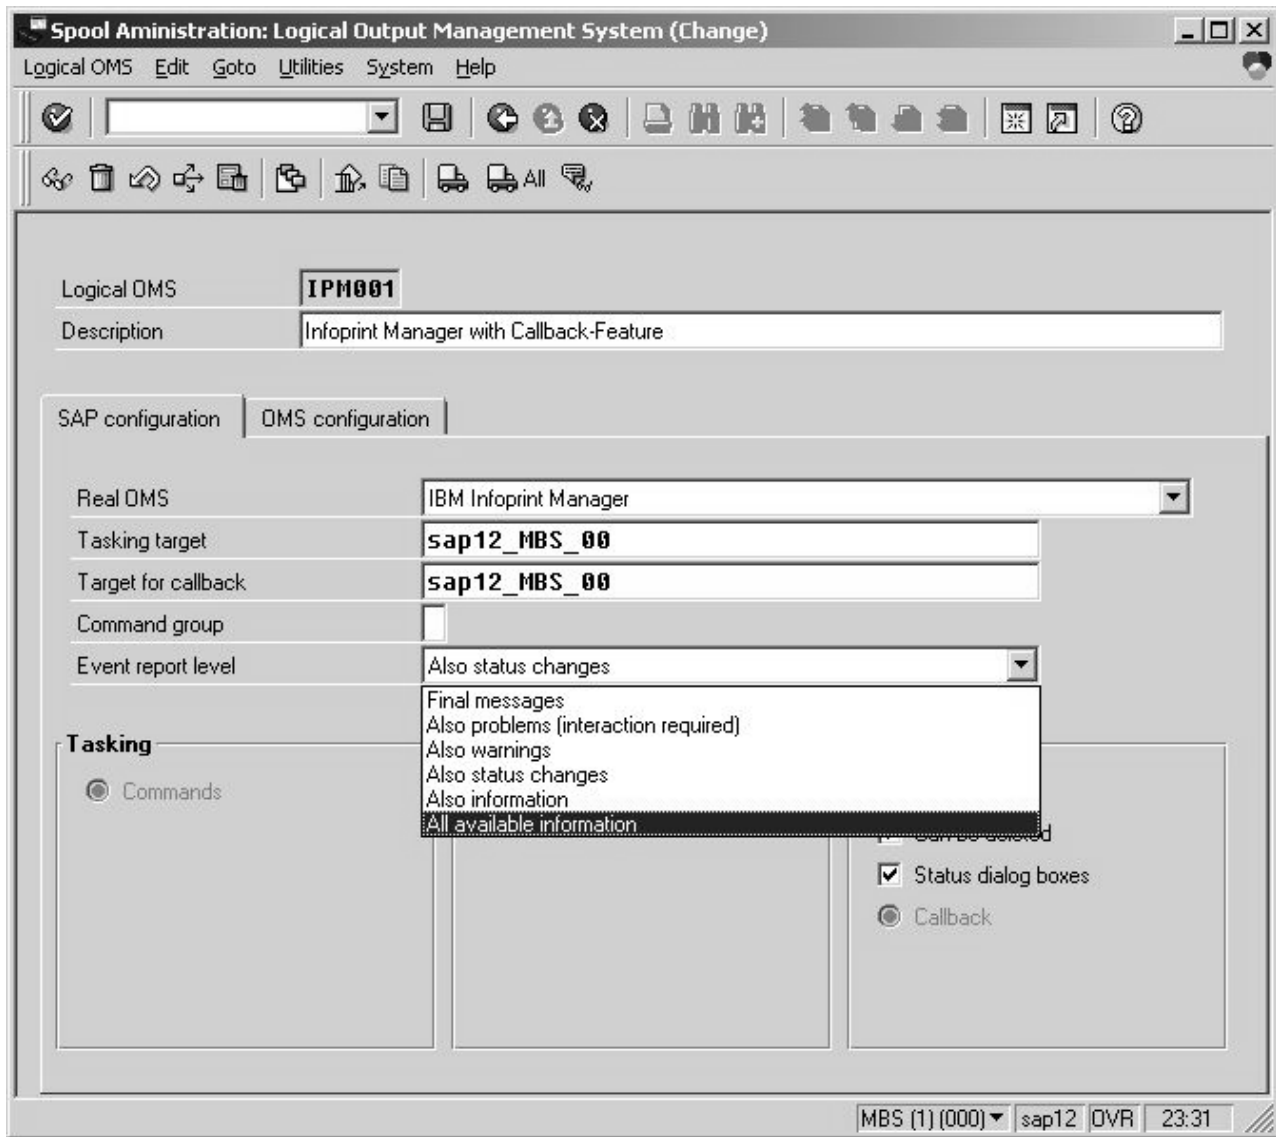 Spool Aministration: Logical Output Management System (Change)
Logical OMS Edit Goto Utilities System Help
All
Logical OMS IPM001
Description Infoprint Manager with Callback-Feature
SAP configuration OMS configuration
Real OMS IBM Infoprint Manager
Tasking target sap12_MBS_00
Target for callback sap12_MBS_00
Command group
Event report level Also status changes
Final messages
Also problems (interaction required)
Also warnings
Also status changes
Also information
All available information
Tasking
Commands
Can be deleted
Status dialog boxes
Callback
MBS (1) (000) sap12 OVR 23:31